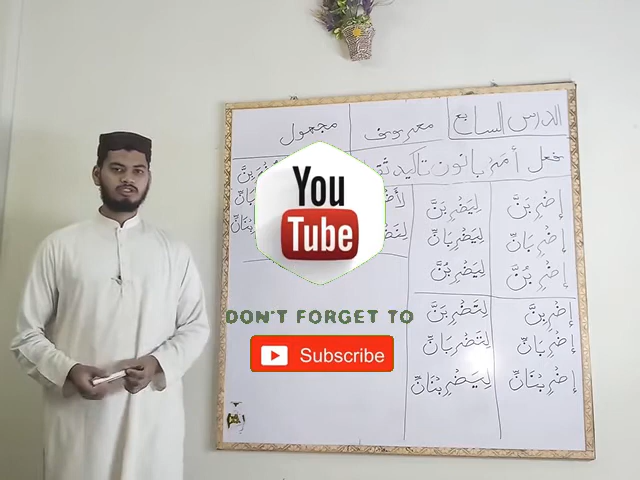 الدرس السابع
معروف
مجهول
فعل أمر بانون تاكيد
إِضْرِبَنَّ
لِيَضْرِبَنَّ
إِضْرِبَانِّ
لِيَضْرِبَانِّ
إِضْرِبُنَّ
لِيَضْرِبُنَّ
إِضْرِبِنَّ
لِتَضْرِبَنَّ
إِضْرِبَانِّ
لِتَضْرِبَانِّ
إِضْرِبْنَانِّ
لِيَضْرِبْنَانِّ
You
Tube
DON'T FORGET TO
Subscribe